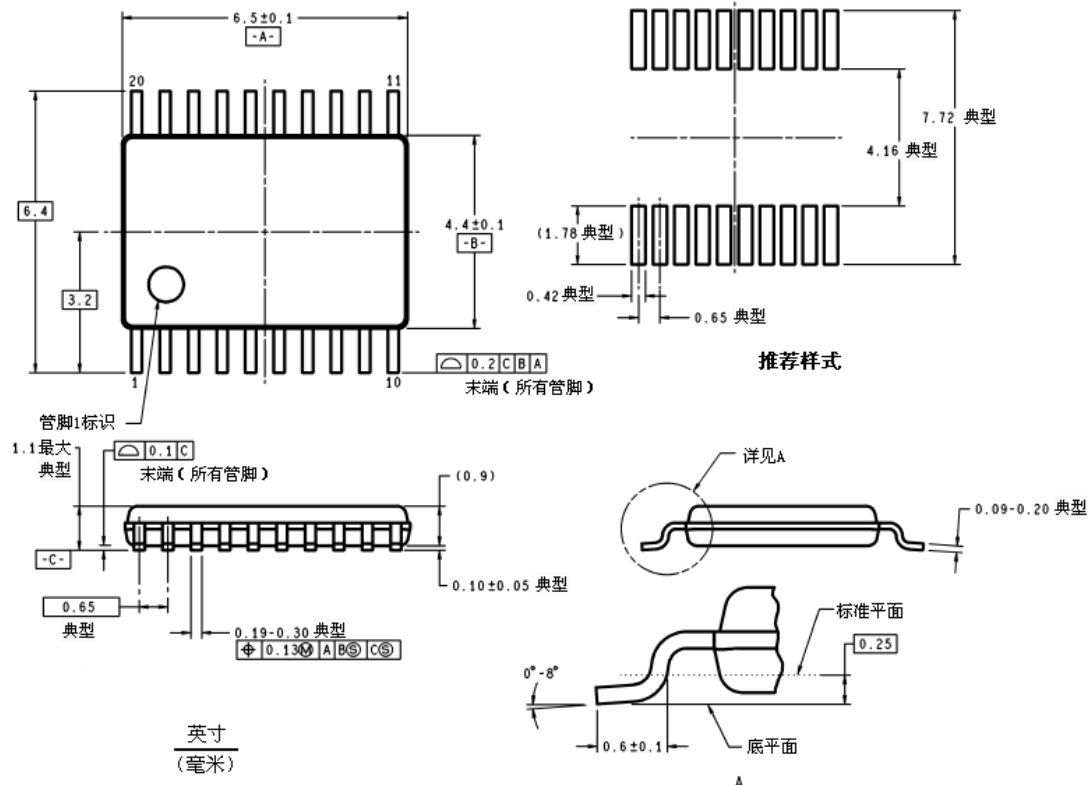 6.5±0.1
-A-
20
11
6.4
3.2
4.4±0.1
-B-
1
10
⌓ 0.2 C B A
末端（所有管脚）
管脚1标识
7.72 典型
4.16 典型
(1.78 典型)
0.42 典型
0.65 典型
推荐样式
1.1最大
典型
⌓ 0.1 C
末端（所有管脚）
(0.9)
-C-
0.10±0.05 典型
0.65
典型
0.19-0.30 典型
⌖ 0.13Ⓜ A BⓈ CⓈ
详见A
0.09-0.20 典型
标准平面
0.25
0°-8°
0.6±0.1
底平面
A
英寸
(毫米)